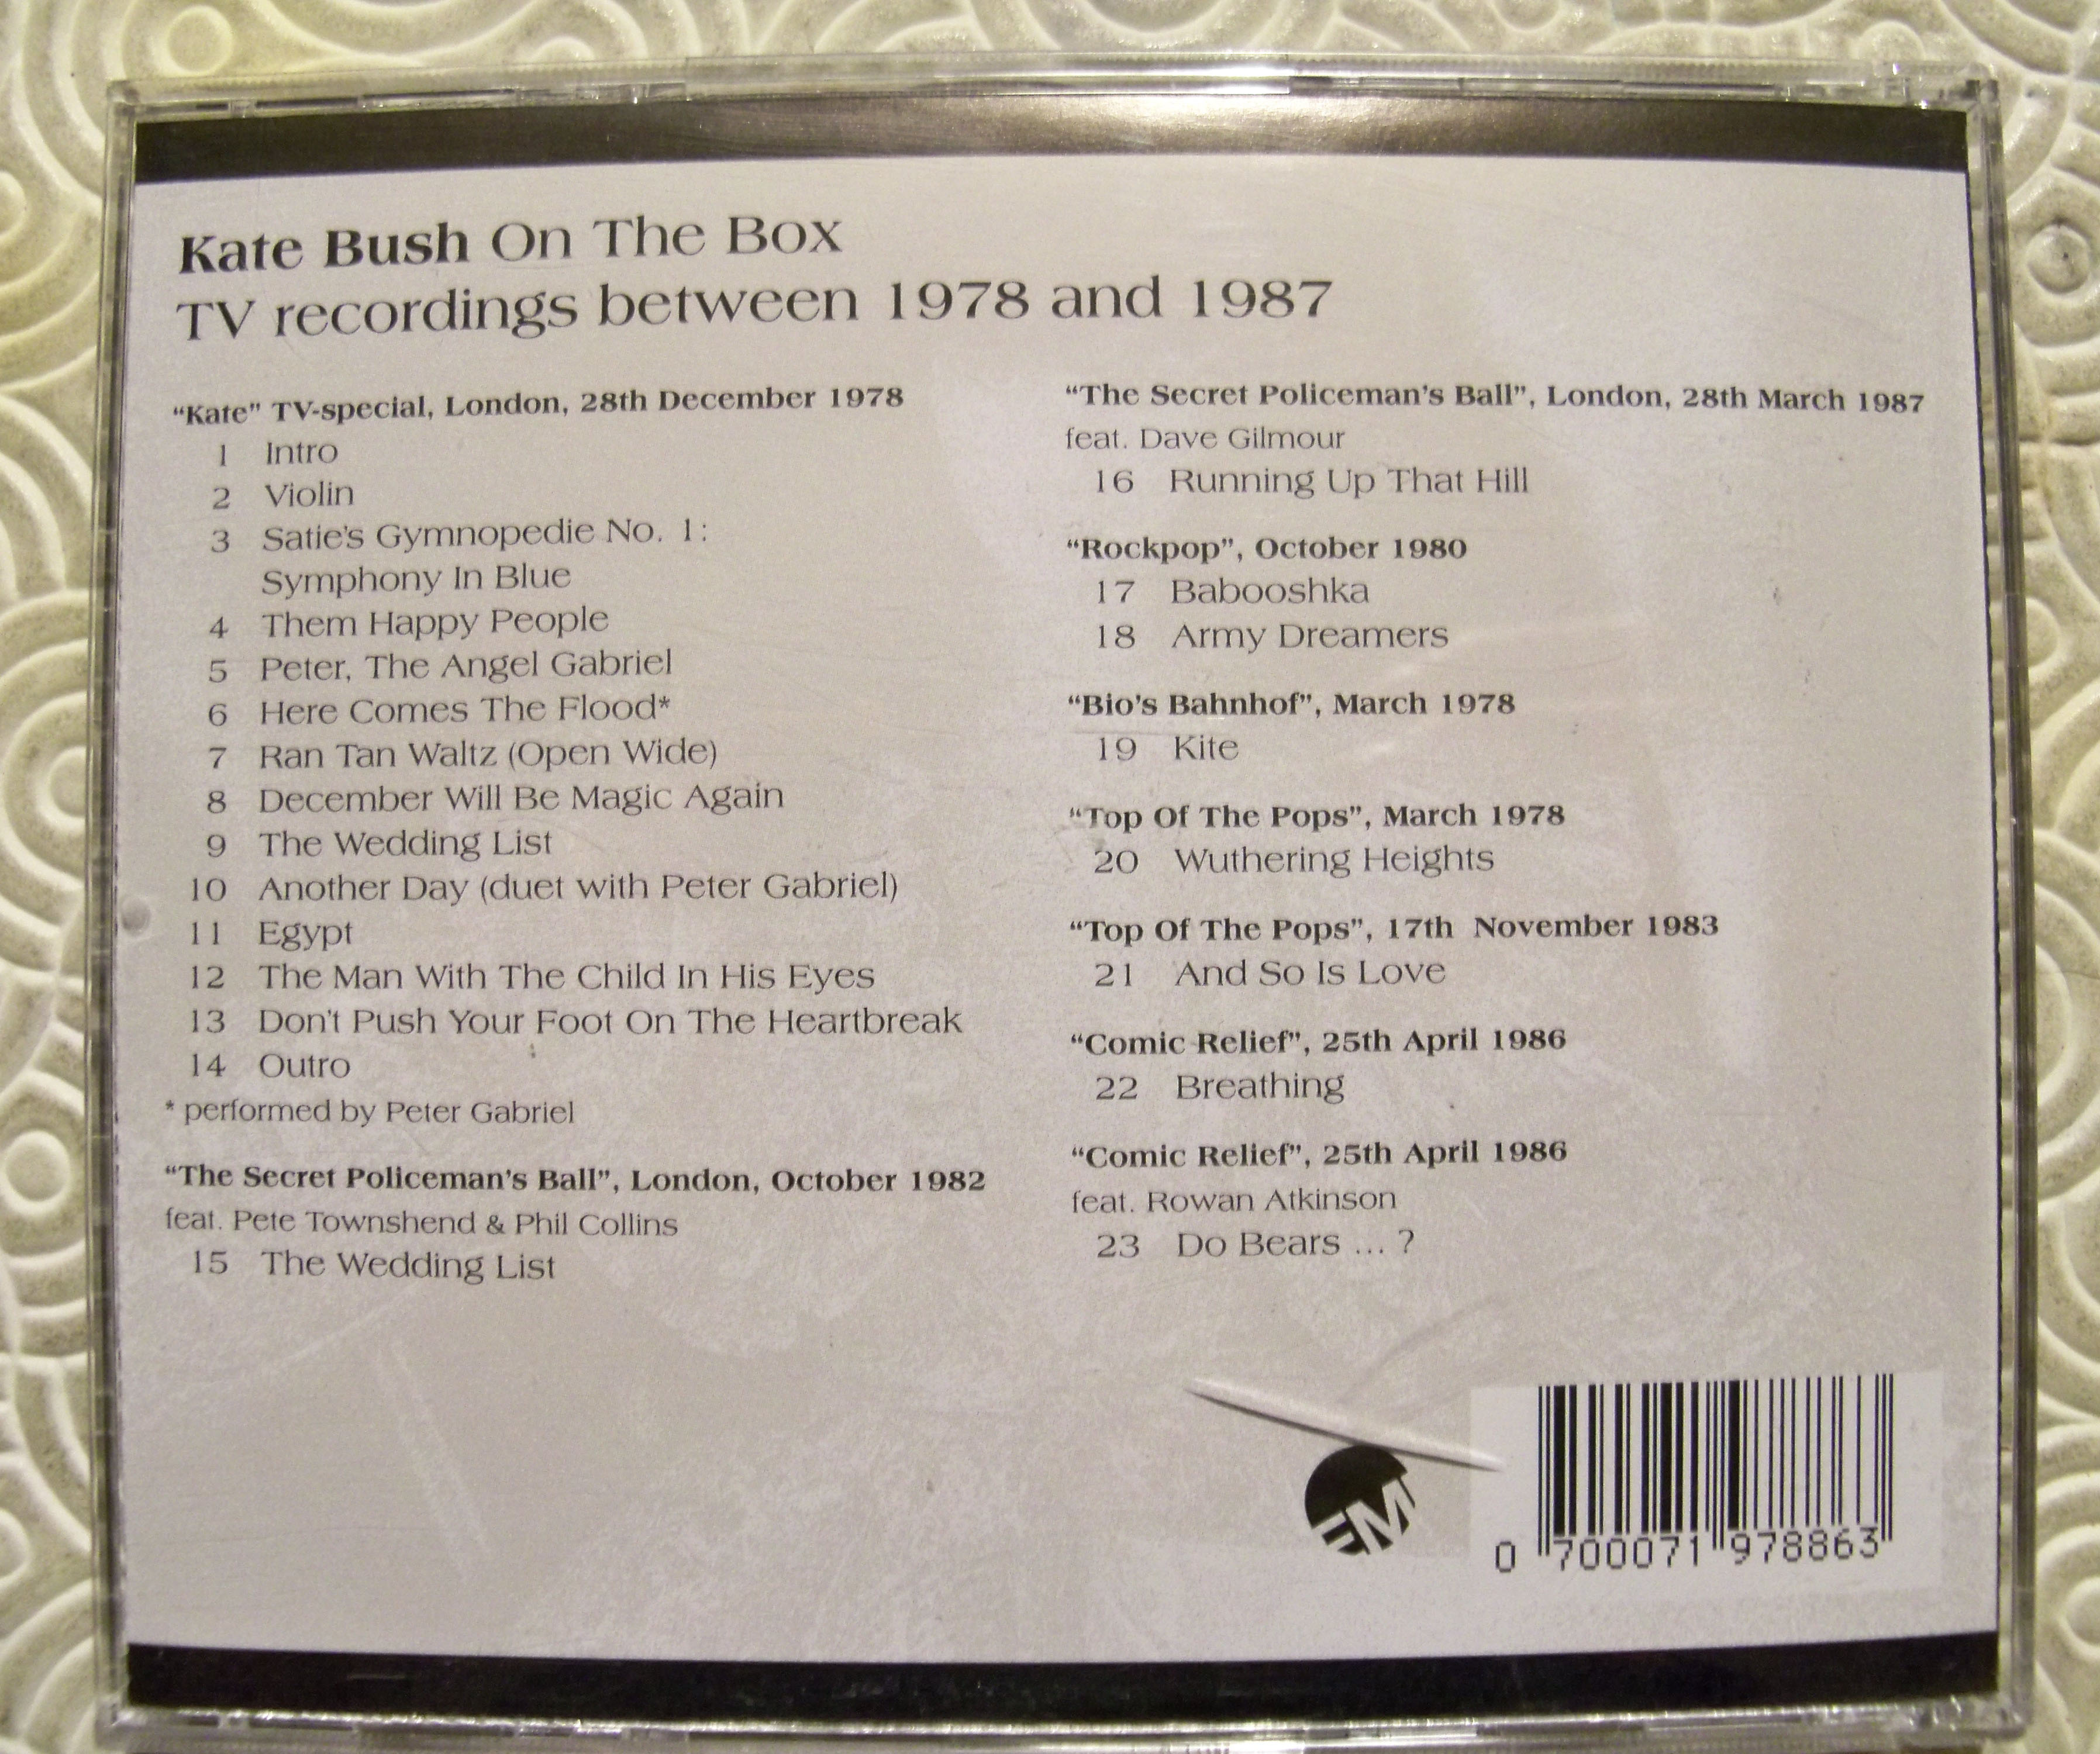 Kate Bush On The Box
TV recordings between 1978 and 1987
“Kate” TV-special, London, 28th December 1978
1 Intro
2 Violin
3 Satie's Gymnopedie No. 1:
Symphony In Blue
4 Them Happy People
5 Peter, The Angel Gabriel
6 Here Comes The Flood*
7 Ran Tan Waltz (Open Wide)
8 December Will Be Magic Again
9 The Wedding List
10 Another Day (duet with Peter Gabriel)
11 Egypt
12 The Man With The Child In His Eyes
13 Don't Push Your Foot On The Heartbreak
14 Outro
* performed by Peter Gabriel
“The Secret Policeman's Ball”, London, October 1982
feat. Pete Townshend & Phil Collins
15 The Wedding List
“The Secret Policeman's Ball”, London, 28th March 1987
feat. Dave Gilmour
16 Running Up That Hill
“Rockpop”, October 1980
17 Babooshka
18 Army Dreamers
“Bio's Bahnhof”, March 1978
19 Kite
“Top Of The Pops”, March 1978
20 Wuthering Heights
“Top Of The Pops”, 17th November 1983
21 And So Is Love
“Comic Relief”, 25th April 1986
22 Breathing
“Comic Relief”, 25th April 1986
feat. Rowan Atkinson
23 Do Bears ... ?
EMI
0 700071 978863